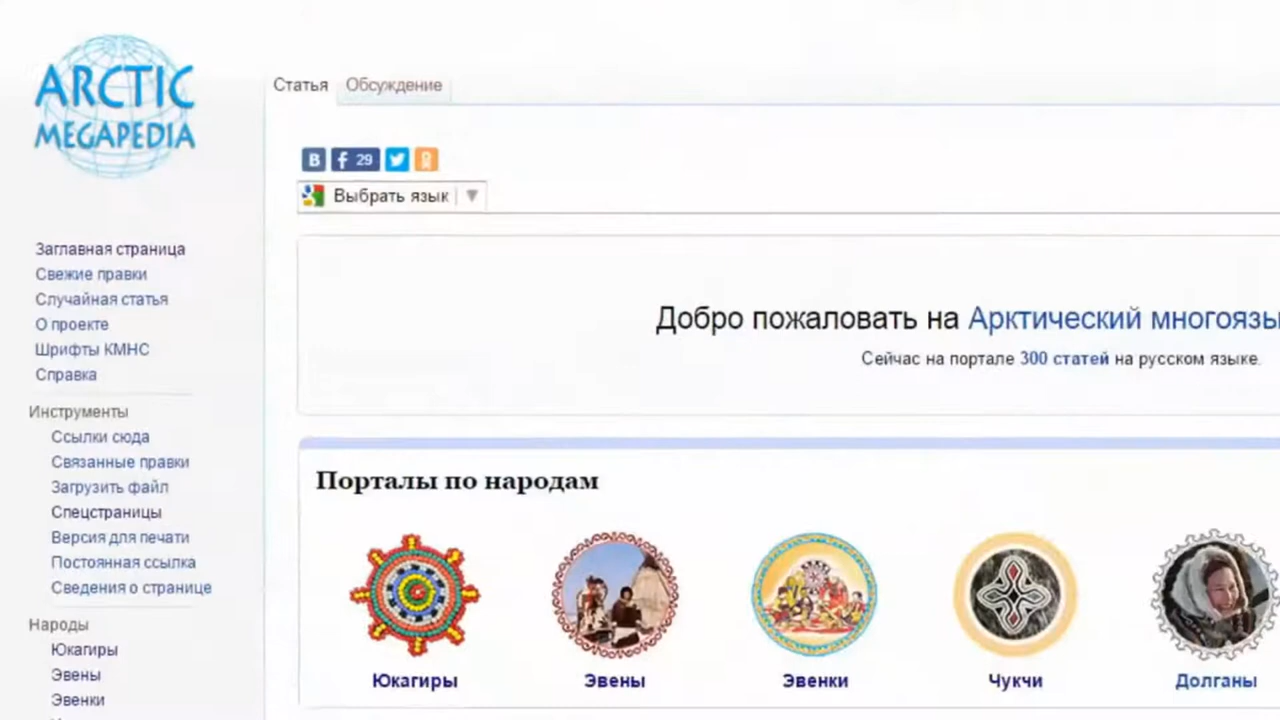 ARCTIC
MEGAPEDIA
Статья Обсуждение
B f 29
Выбрать язык
Заглавная страница
Свежие правки
Случайная статья
О проекте
Шрифты КМНС
Справка
Инструменты
Ссылки сюда
Связанные правки
Загрузить файл
Спецстраницы
Версия для печати
Постоянная ссылка
Сведения о странице
Народы
Юкагиры
Эвены
Эвенки
Добро пожаловать на Арктический многоязы
Сейчас на портале 300 статей на русском языке.
Порталы по народам
Юкагиры Эвены Эвенки Чукчи Долганы